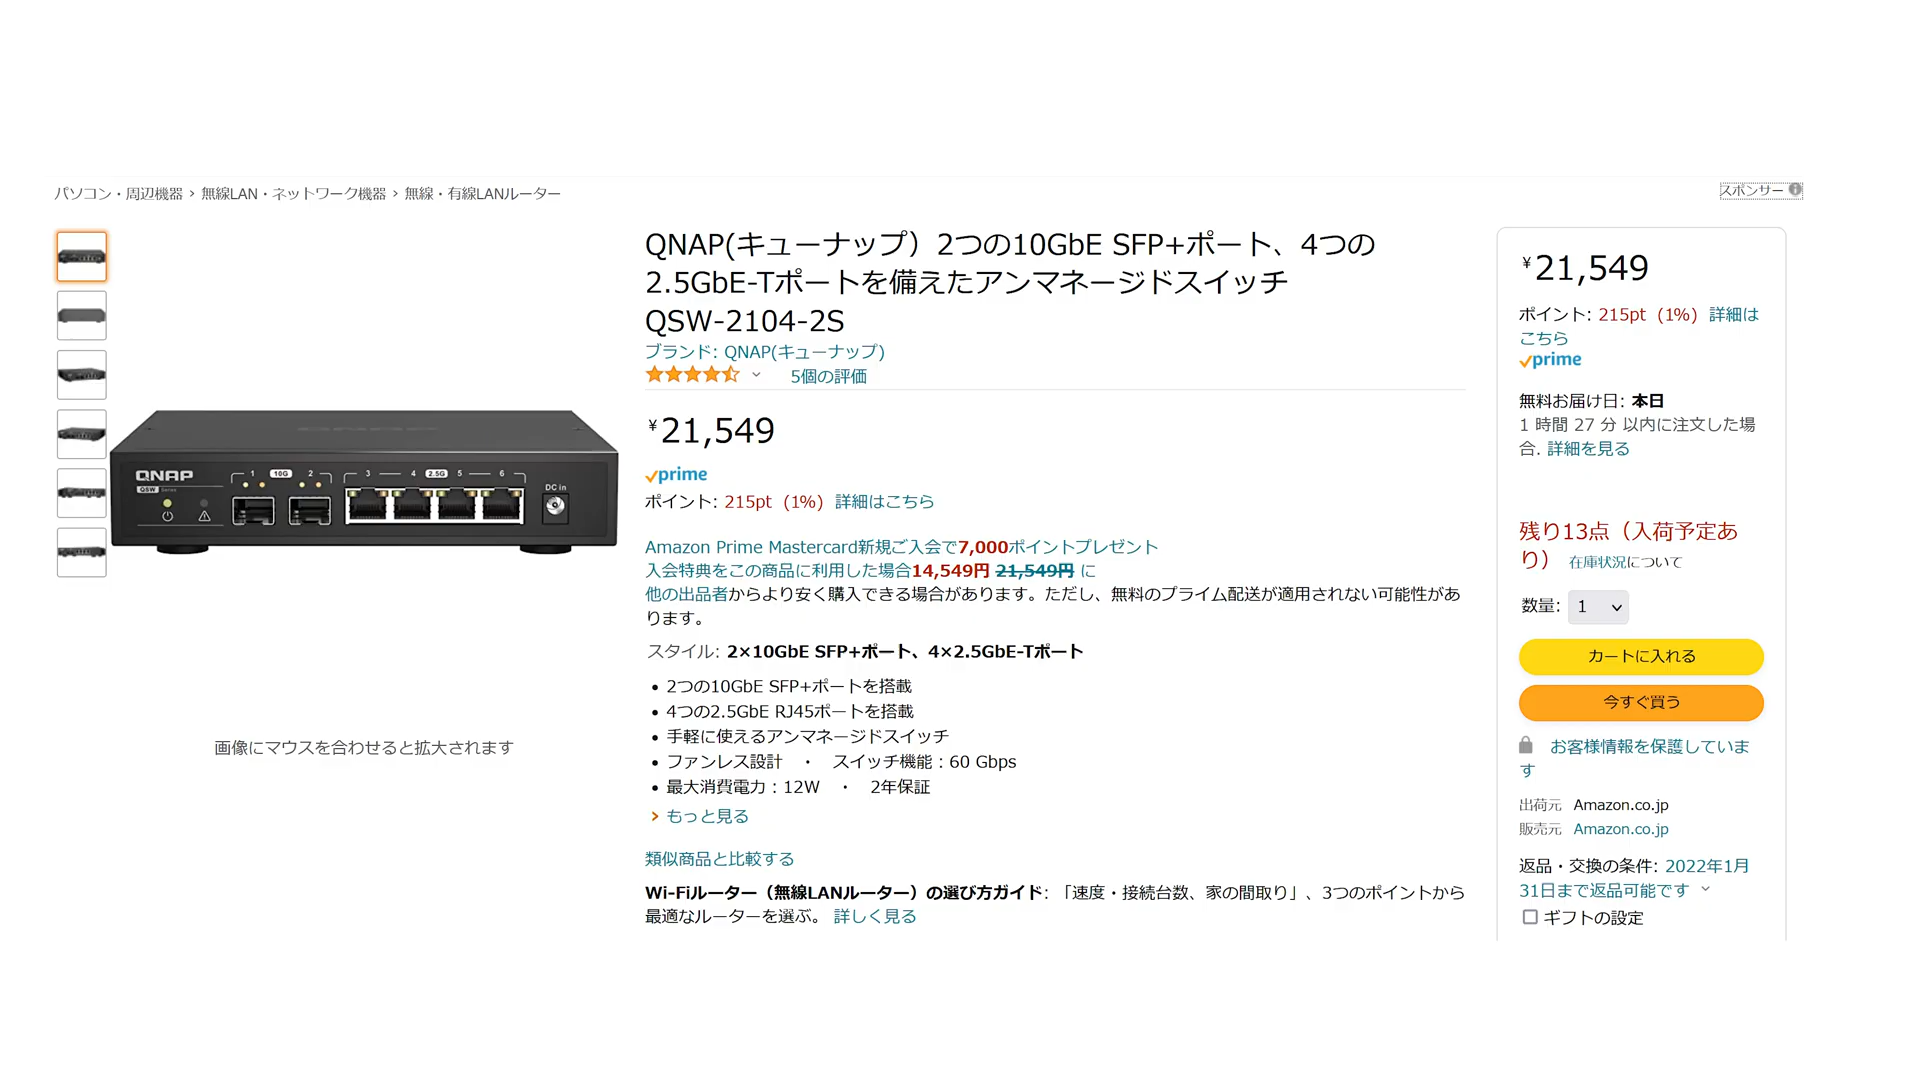 パソコン・周辺機器 › 無線LAN・ネットワーク機器 › 無線・有線LANルーター
スポンサー
QNAP(キューナップ）2つの10GbE SFP+ポート、4つの
2.5GbE-Tポートを備えたアンマネージドスイッチ
QSW-2104-2S
ブランド: QNAP(キューナップ)
5個の評価
¥21,549
prime
ポイント: 215pt（1%）詳細はこちら
Amazon Prime Mastercard新規ご入会で7,000ポイントプレゼント
入会特典をこの商品に利用した場合14,549円 21,549円 に
他の出品者からより安く購入できる場合があります。ただし、無料のプライム配送が適用されない可能性があ
ります。
スタイル: 2×10GbE SFP+ポート、4×2.5GbE-Tポート
• 2つの10GbE SFP+ポートを搭載
• 4つの2.5GbE RJ45ポートを搭載
• 手軽に使えるアンマネージドスイッチ
• ファンレス設計　・　スイッチ機能：60 Gbps
• 最大消費電力：12W　・　2年保証
› もっと見る
類似商品と比較する
Wi-Fiルーター（無線LANルーター）の選び方ガイド: 「速度・接続台数、家の間取り」、3つのポイントから
最適なルーターを選ぶ。 詳しく見る
QNAP
QSW Series
1 10G 2
3 4 2.5G 5 6
DC in
画像にマウスを合わせると拡大されます
¥21,549
ポイント: 215pt（1%）詳細は
こちら
prime
無料お届け日: 本日
1 時間 27 分 以内に注文した場
合. 詳細を見る
残り13点（入荷予定あ
り） 在庫状況について
数量: 1
カートに入れる
今すぐ買う
お客様情報を保護していま
す
出荷元 Amazon.co.jp
販売元 Amazon.co.jp
返品・交換の条件: 2022年1月
31日まで返品可能です
ギフトの設定